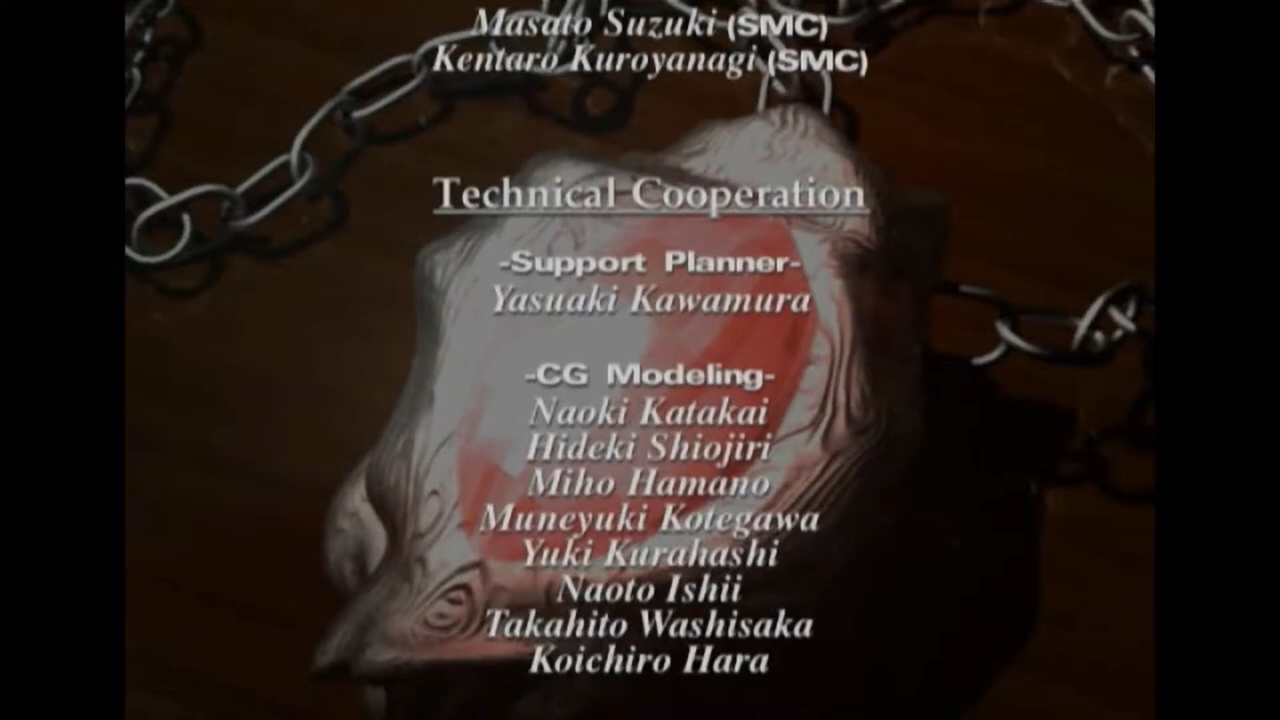 Masato Suzuki (SMC)
Kentaro Kuroyanagi (SMC)
Technical Cooperation
-Support Planner-
Yasuaki Kawamura
-CG Modeling-
Naoki Katakai
Hideki Shiojiri
Miho Hamano
Muneyuki Kotegawa
Yuki Kurahashi
Naoto Ishii
Takahito Washisaka
Koichiro Hara